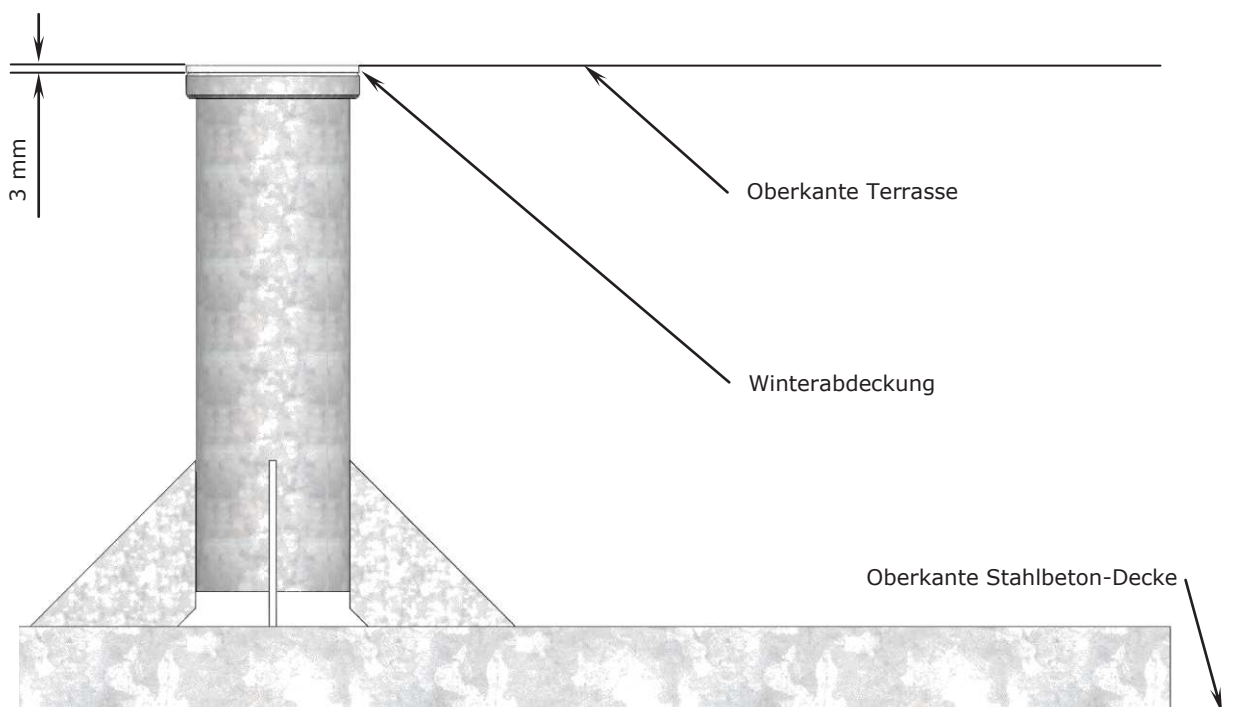 3 mm
Oberkante Terrasse
Winterabdeckung
Oberkante Stahlbeton-Decke